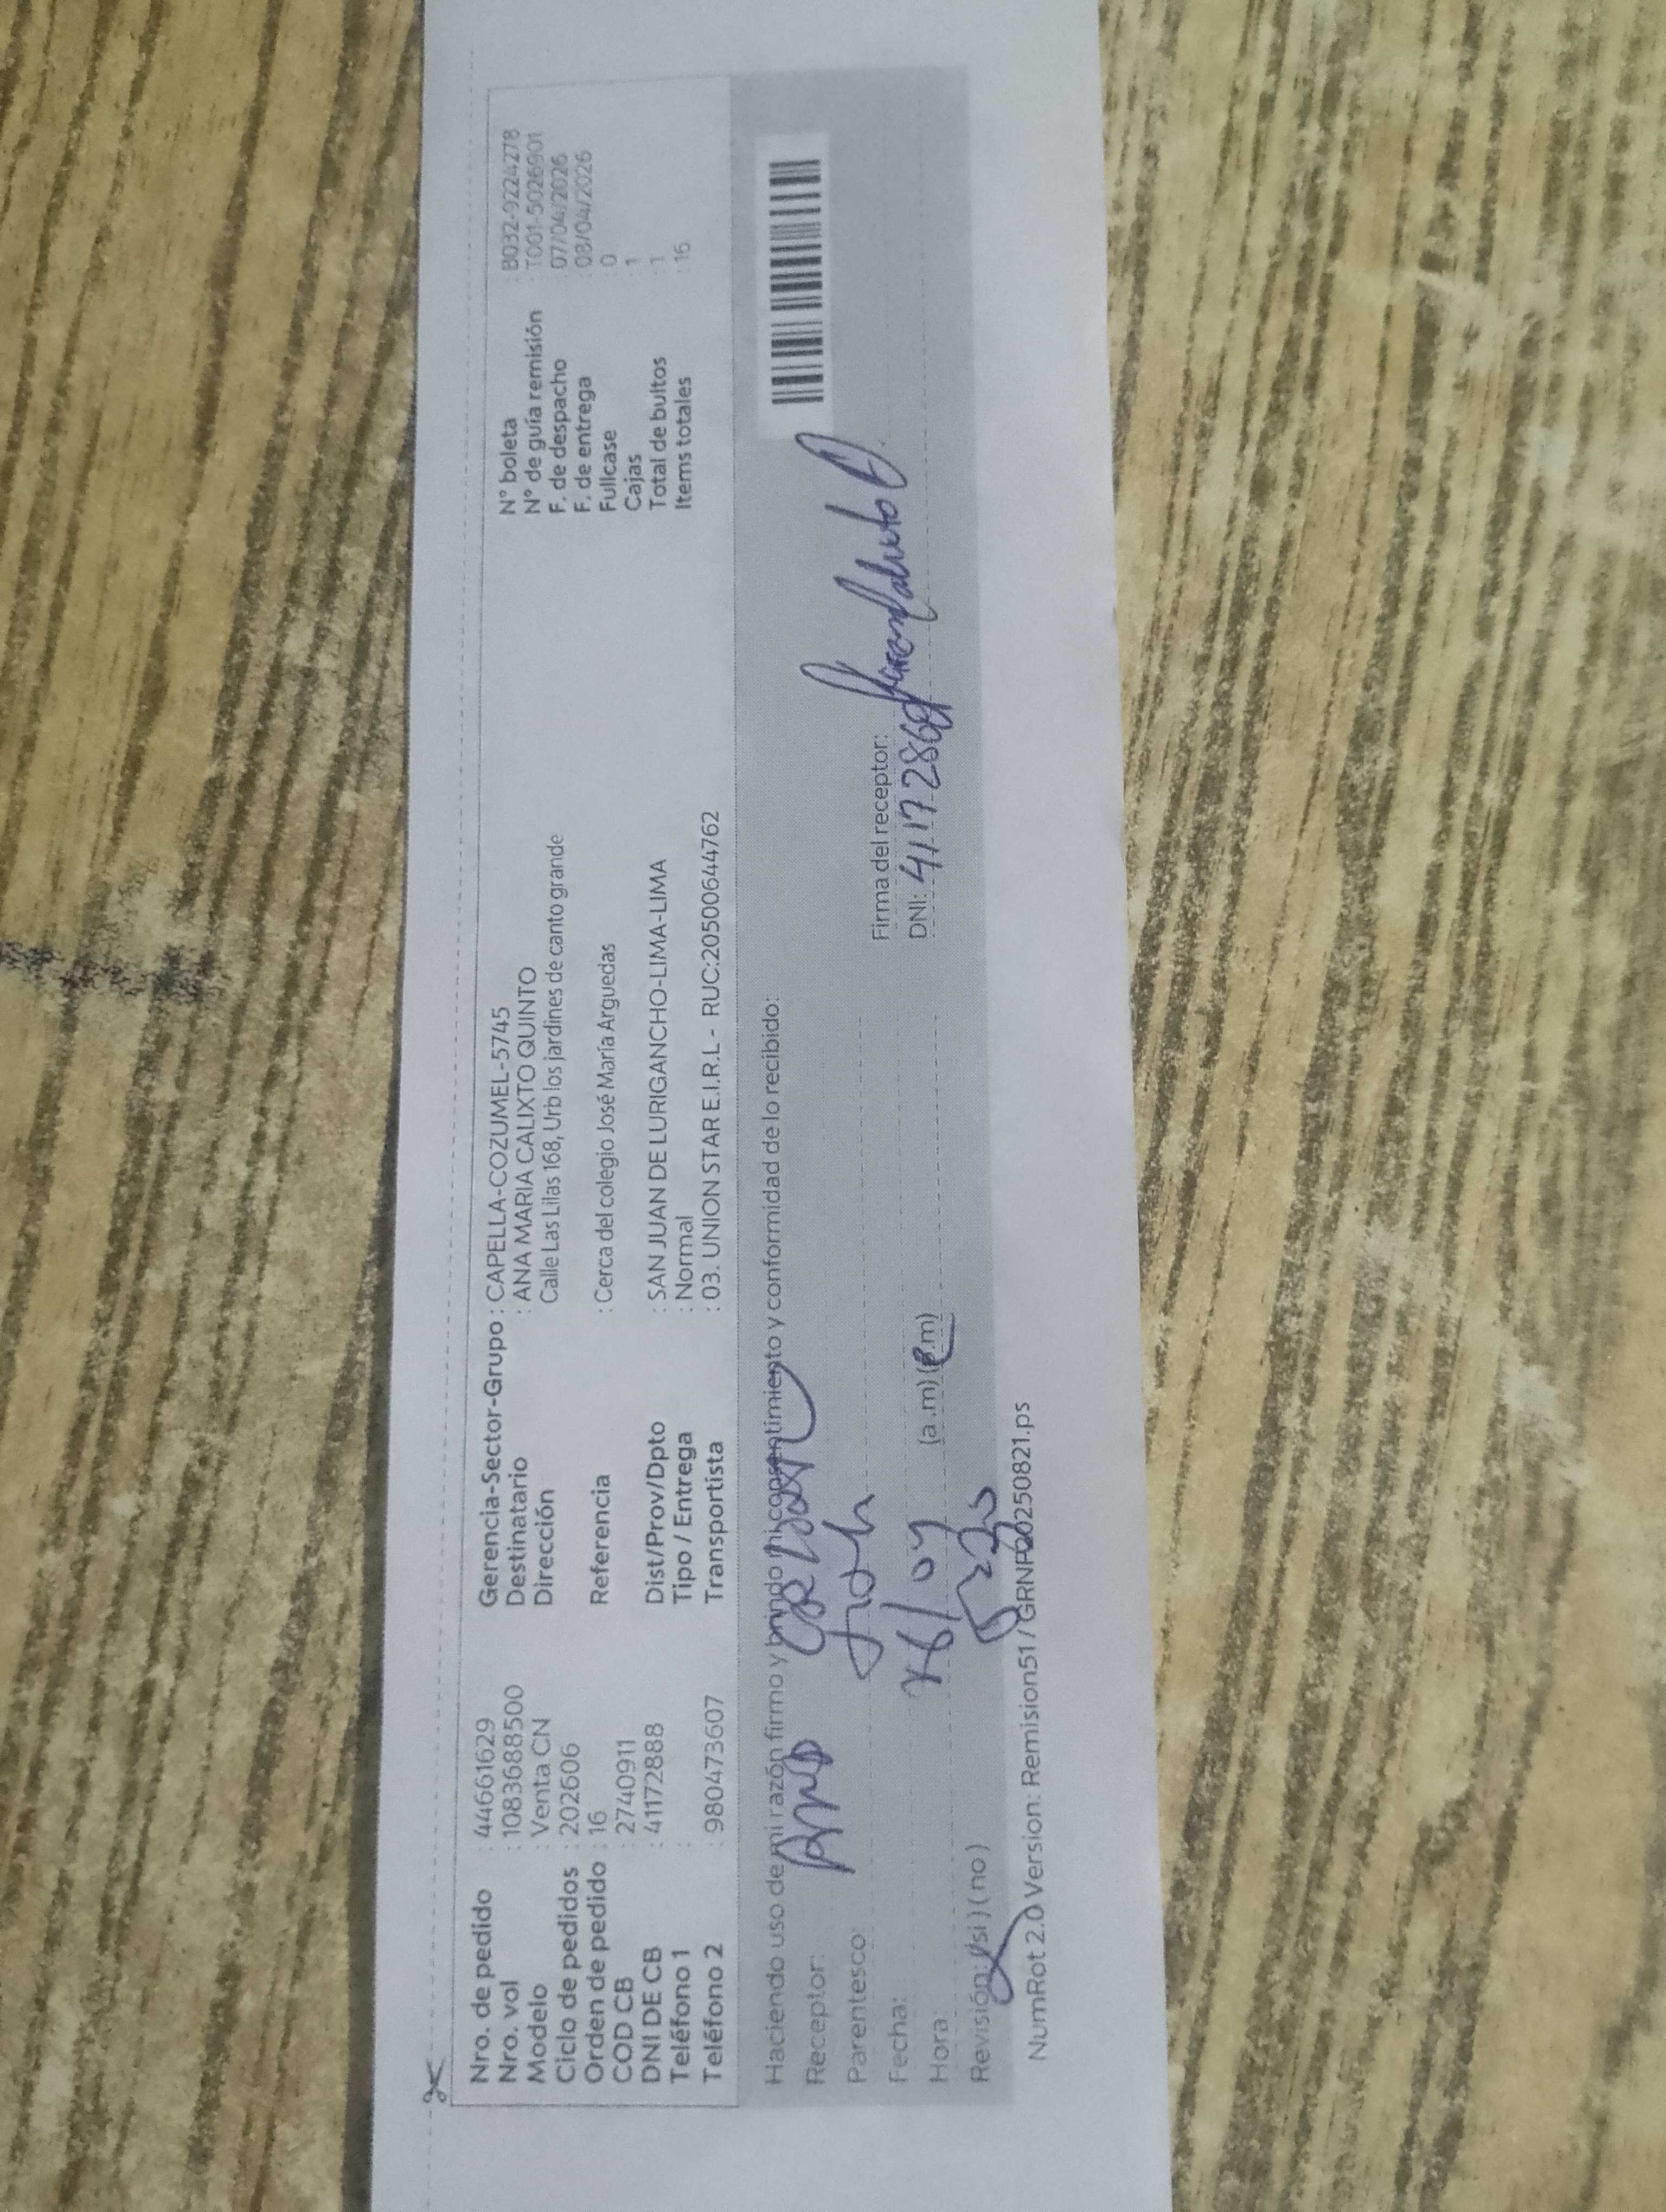 Nro. de pedido : 44661629
Nro. vol : 10836888500
Modelo : Venta CN
Ciclo de pedidos : 202606
Orden de pedido : 16
COD CB : 2740911
DNI DE CB : 41172888
Teléfono 1 :
Teléfono 2 : 980473607
Gerencia-Sector-Grupo : CAPELLA-COZUMEL-5745
Destinatario : ANA MARIA CALIXTO QUINTO
Dirección Calle Las Lilas 168, Urb los jardines de canto grande
Referencia : Cerca del colegio José María Arguedas
Dist/Prov/Dpto : SAN JUAN DE LURIGANCHO-LIMA-LIMA
Tipo / Entrega : Normal
Transportista : 03. UNION STAR E.I.R.L - RUC:20500644762
N° boleta : B032-9224278
N° de guía remisión : T001-5026901
F. de despacho : 07/04/2026
F. de entrega : 08/04/2026
Fullcase : 0
Cajas : 1
Total de bultos : 1
Items totales : 16
Haciendo uso de mi razón firmo y brindo mi consentimiento y conformidad de lo recibido:
Receptor: Ana
Parentesco:
Fecha:
Hora: (a.m) (p.m)
Revisión: (si) (no)
Firma del receptor:
DNI:
NumRot 2.0 Version: Remision51 / GRNP20250821.ps